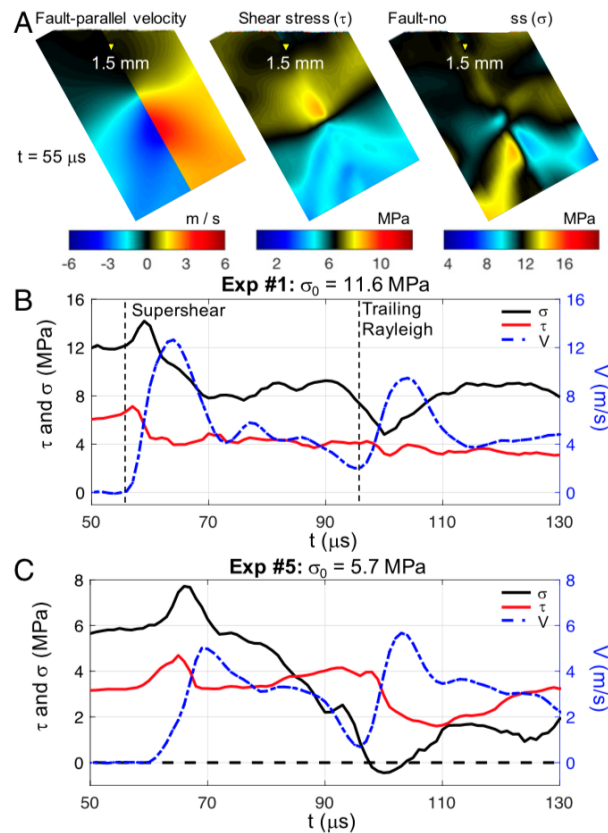 A Fault-parallel velocity Shear stress (τ) Fault-no ss (σ)
1.5 mm 1.5 mm 1.5 mm
t = 55 μs
m / s MPa MPa
-6 -3 0 3 6 2 6 10 4 8 12 16
Exp #1: σ0 = 11.6 MPa
B
16 16
Supershear Trailing Rayleigh σ
τ
V
12 12
8 8
4 4
0 0
τ and σ (MPa) V (m/s)
50 70 90 110 130
t (μs)
Exp #5: σ0 = 5.7 MPa
C
8 8
σ
τ
V
6 6
4 4
2 2
0 0
τ and σ (MPa) V (m/s)
50 70 90 110 130
t (μs)